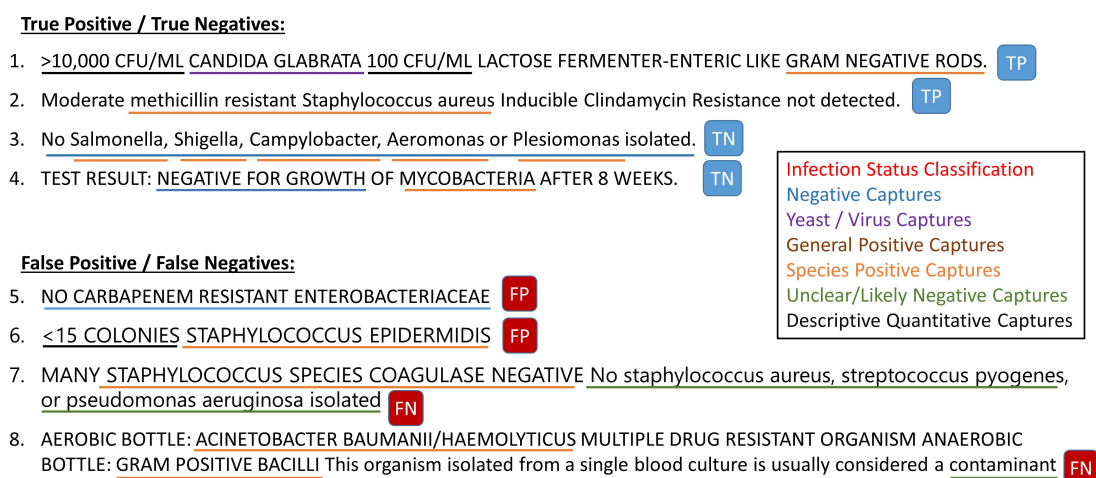 True Positive / True Negatives:
1. >10,000 CFU/ML CANDIDA GLABRATA 100 CFU/ML LACTOSE FERMENTER-ENTERIC LIKE GRAM NEGATIVE RODS. TP
2. Moderate methicillin resistant Staphylococcus aureus Inducible Clindamycin Resistance not detected. TP
3. No Salmonella, Shigella, Campylobacter, Aeromonas or Plesiomonas isolated. TN
4. TEST RESULT: NEGATIVE FOR GROWTH OF MYCOBACTERIA AFTER 8 WEEKS. TN
Infection Status Classification
Negative Captures
Yeast / Virus Captures
General Positive Captures
Species Positive Captures
Unclear/Likely Negative Captures
Descriptive Quantitative Captures
False Positive / False Negatives:
5. NO CARBAPENEM RESISTANT ENTEROBACTERIACEAE FP
6. <15 COLONIES STAPHYLOCOCCUS EPIDERMIDIS FP
7. MANY STAPHYLOCOCCUS SPECIES COAGULASE NEGATIVE No staphylococcus aureus, streptococcus pyogenes,
or pseudomonas aeruginosa isolated FN
8. AEROBIC BOTTLE: ACINETOBACTER BAUMANII/HAEMOLYTICUS MULTIPLE DRUG RESISTANT ORGANISM ANAEROBIC
BOTTLE: GRAM POSITIVE BACILLI This organism isolated from a single blood culture is usually considered a contaminant FN